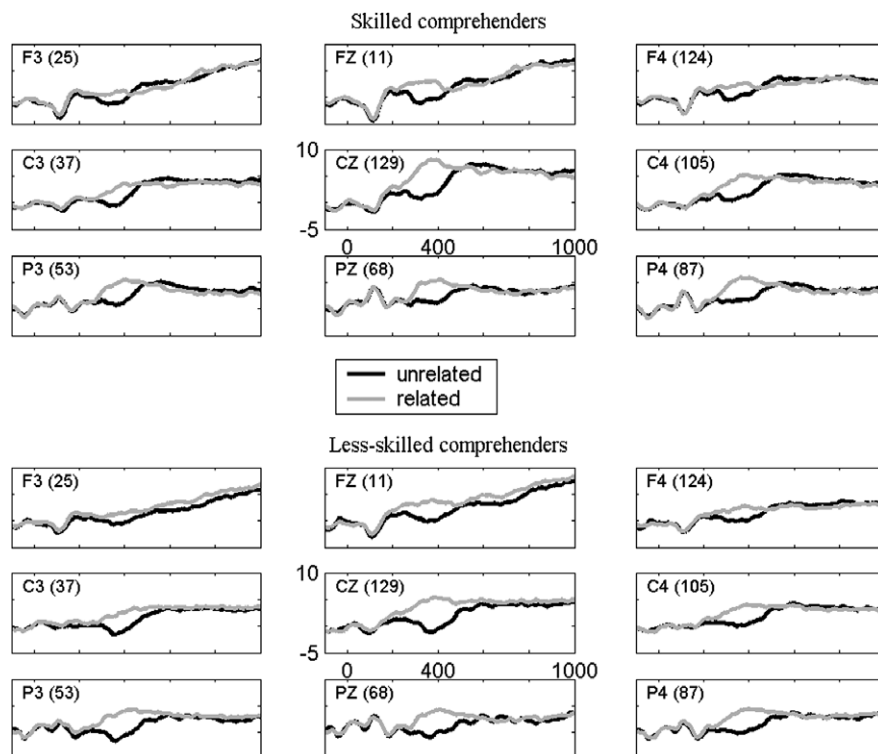 Skilled comprehenders
F3 (25) FZ (11) F4 (124)
C3 (37) 10 CZ (129) C4 (105)
-5
0 400 1000
P3 (53) PZ (68) P4 (87)
unrelated
related
Less-skilled comprehenders
F3 (25) FZ (11) F4 (124)
C3 (37) 10 CZ (129) C4 (105)
-5
0 400 1000
P3 (53) PZ (68) P4 (87)